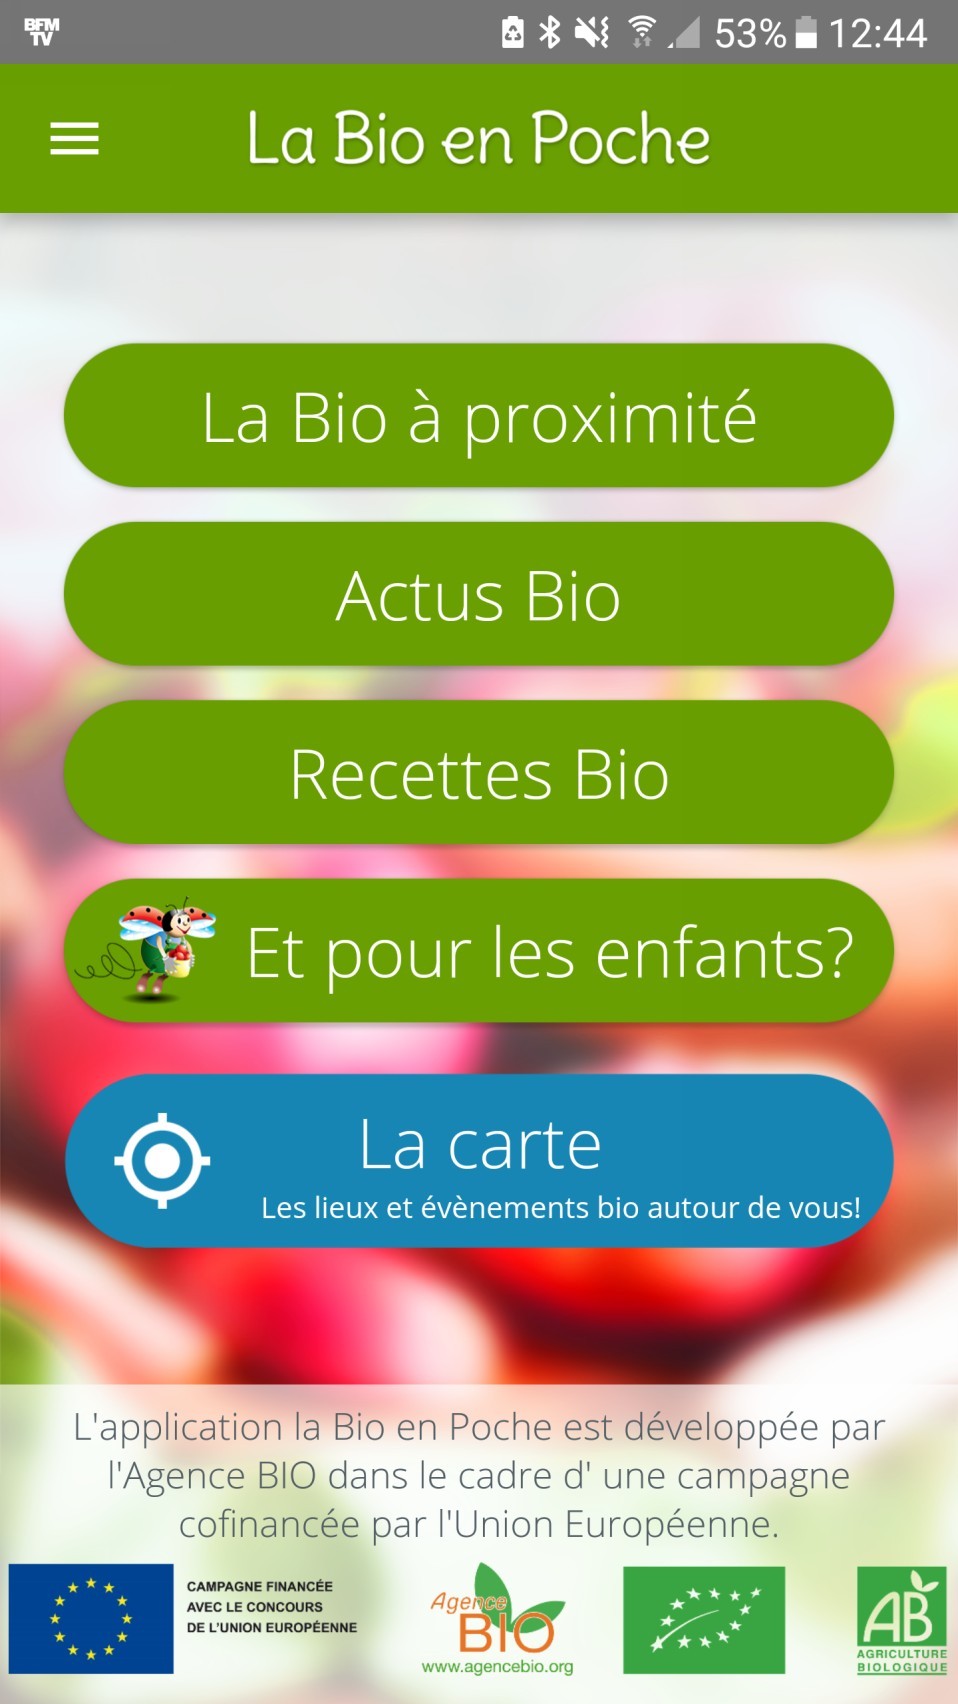 BFM
TV
53% 12:44
La Bio en Poche
La Bio à proximité
Actus Bio
Recettes Bio
Et pour les enfants?
La carte
Les lieux et évènements bio autour de vous!
L'application la Bio en Poche est développée par
l'Agence BIO dans le cadre d' une campagne
cofinancée par l'Union Européenne.
CAMPAGNE FINANCÉE
AVEC LE CONCOURS
DE L'UNION EUROPÉENNE
Agence
BIO
www.agencebio.org
AB
AGRICULTURE
BIOLOGIQUE